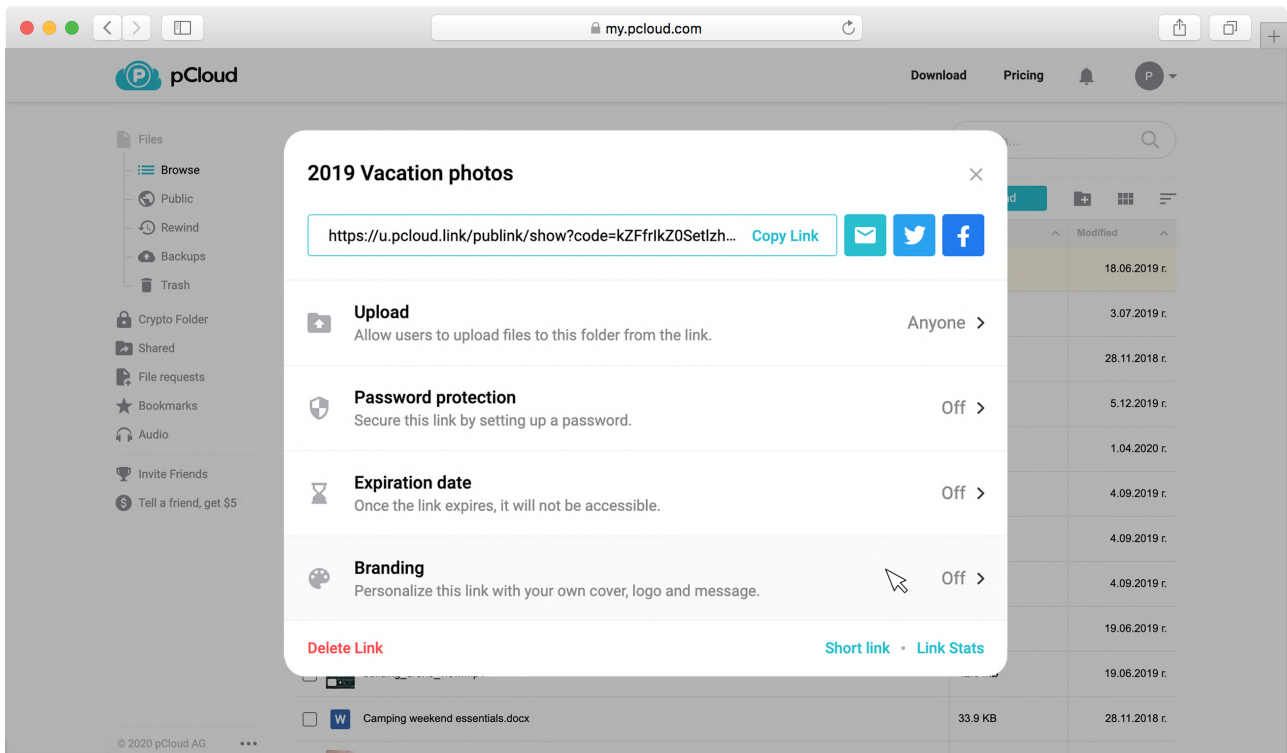 my.pcloud.com
P pCloud
Download Pricing P
Files
Browse
Public
Rewind
Backups
Trash
Crypto Folder
Shared
File requests
Bookmarks
Audio
Invite Friends
$ Tell a friend, get $5
© 2020 pCloud AG
2019 Vacation photos
https://u.pcloud.link/publink/show?code=kZFfrIkZ0SetIzh... Copy Link
Upload
Allow users to upload files to this folder from the link.
Anyone
Password protection
Secure this link by setting up a password.
Off
Expiration date
Once the link expires, it will not be accessible.
Off
Branding
Personalize this link with your own cover, logo and message.
Off
Delete Link
Short link • Link Stats
Modified
18.06.2019 г.
3.07.2019 г.
28.11.2018 г.
5.12.2019 г.
1.04.2020 г.
4.09.2019 г.
4.09.2019 г.
4.09.2019 г.
19.06.2019 г.
19.06.2019 г.
W Camping weekend essentials.docx 33.9 KB 28.11.2018 г.